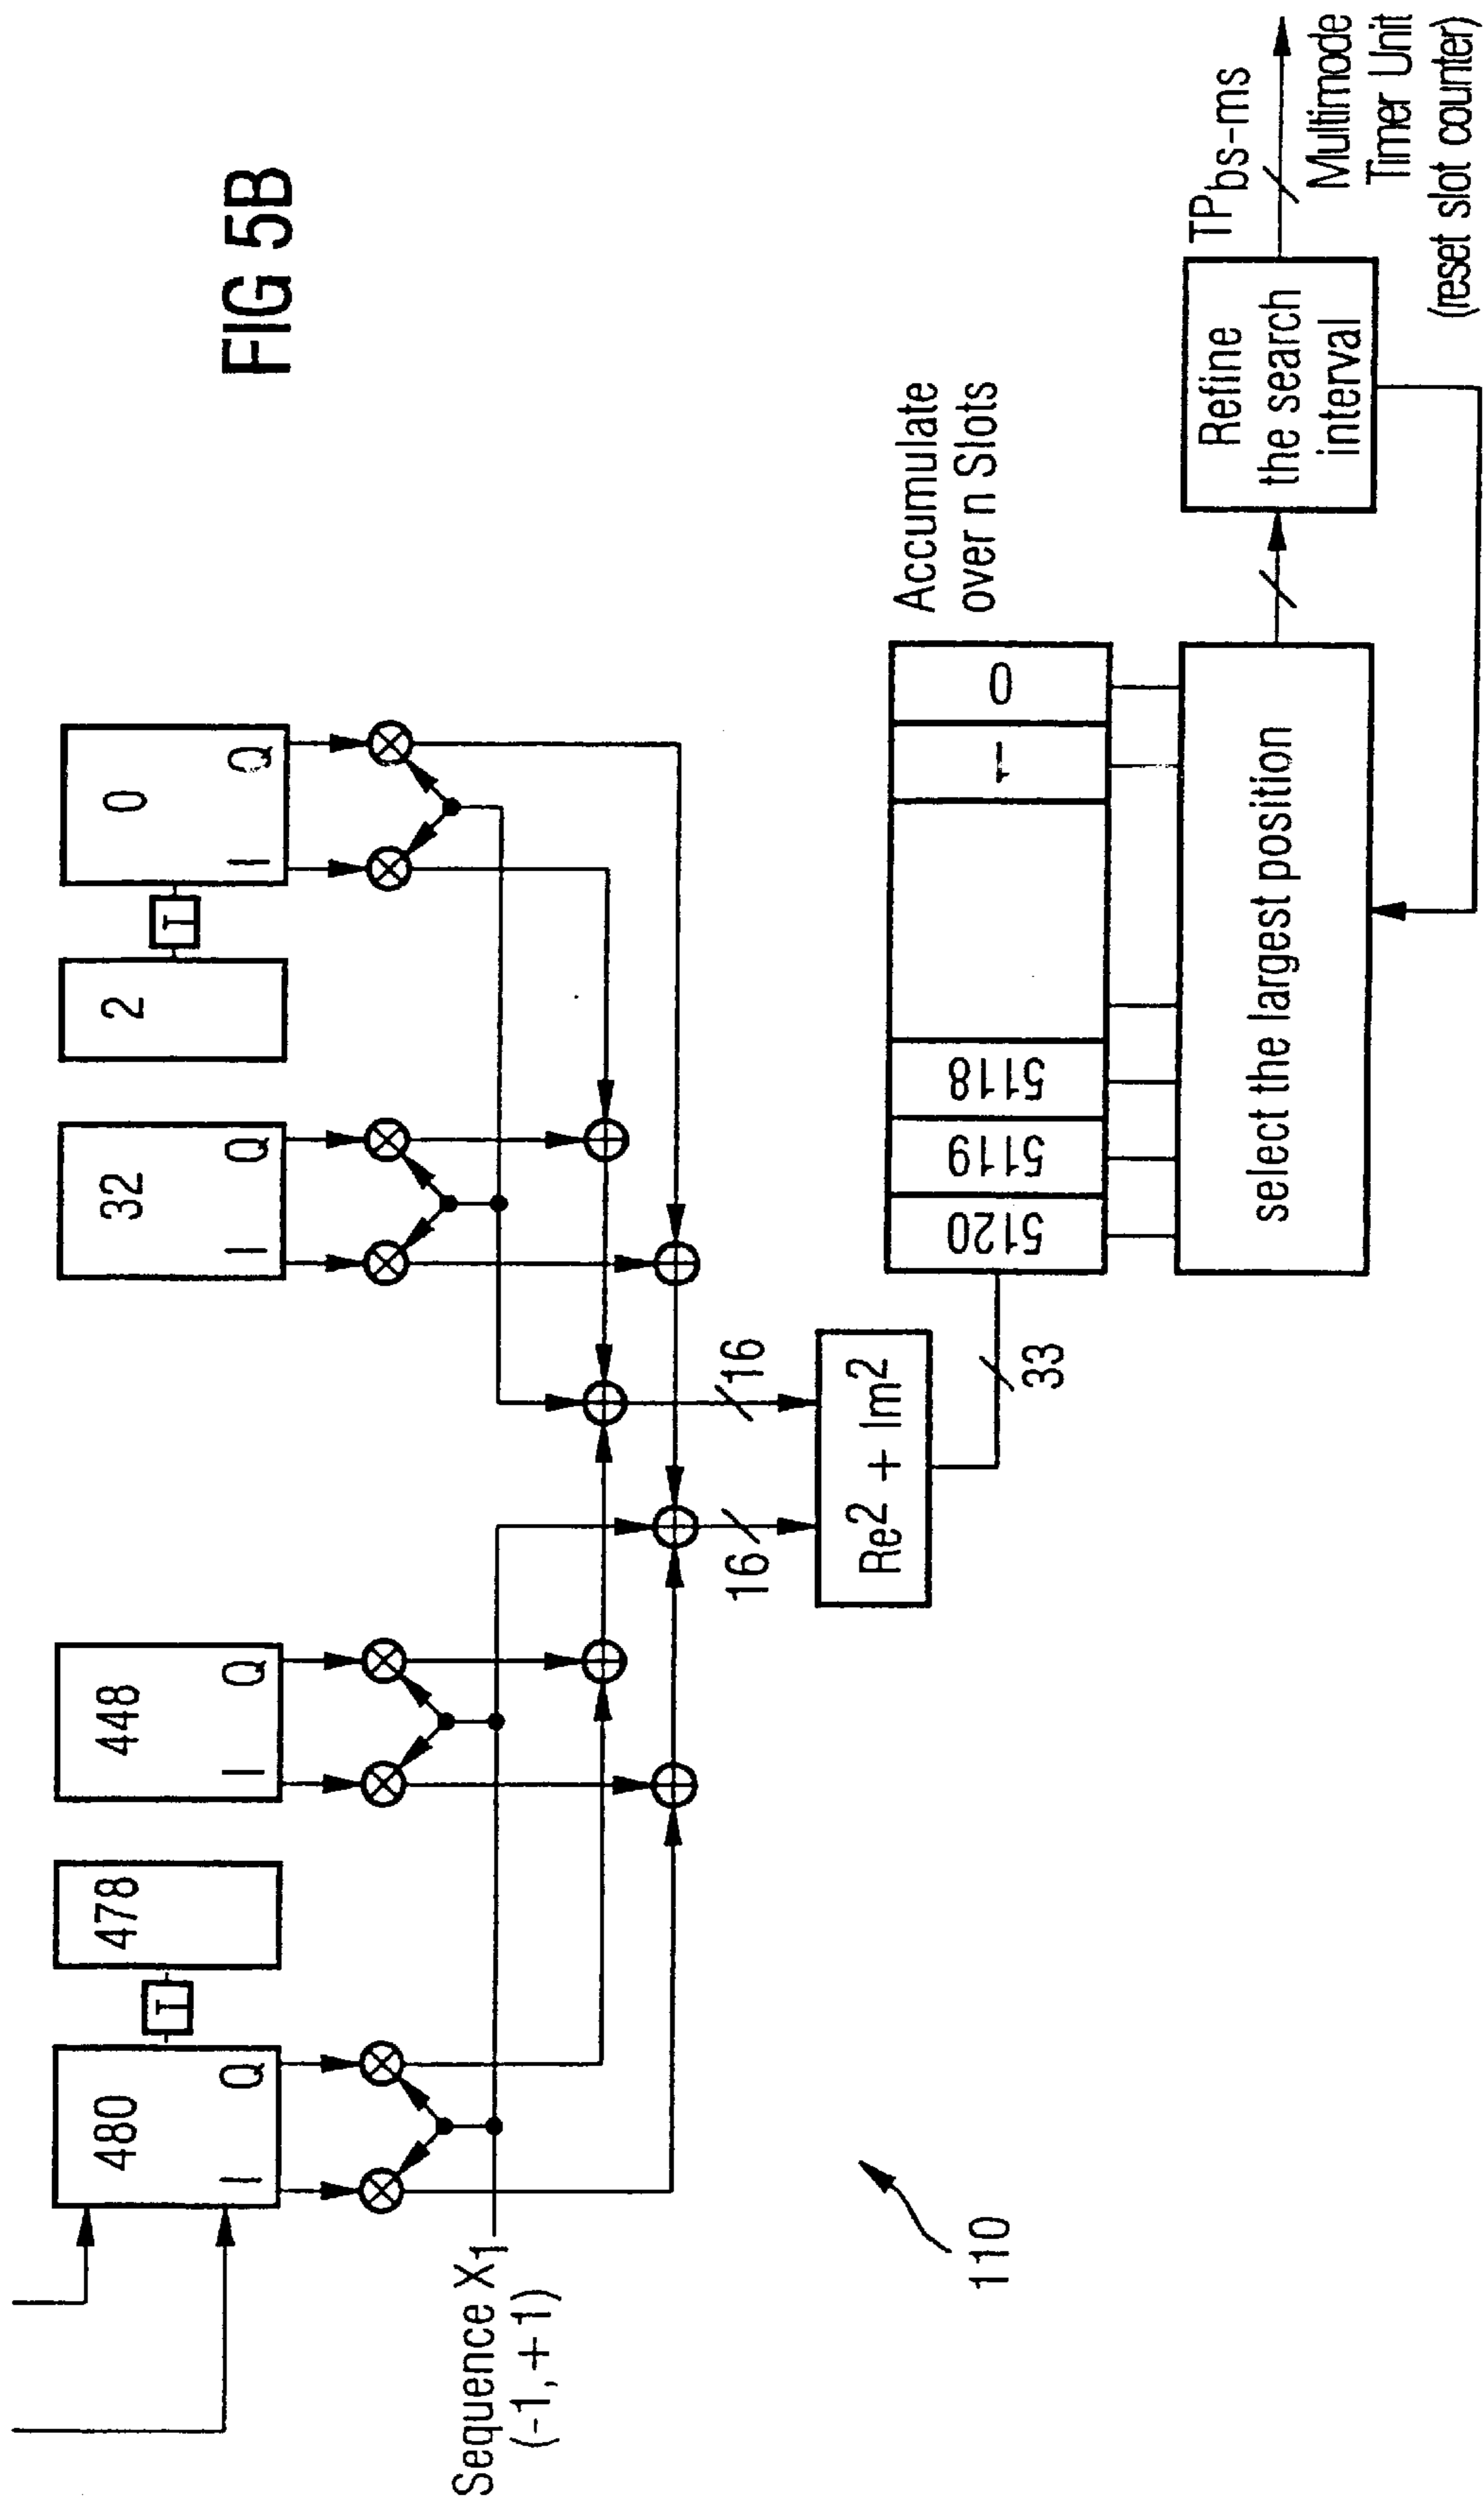 FIG 5B
480
I Q
T
478
448
I Q
32
I Q
2
T
0
I Q
Sequence X1
(-1, +1)
16
16
Re2 + Im2
33
110
Accumulate
over n Slots
5120
5119
5118
1
0
select the largest position
Refine
the search
interval
TPbs-ms
Multimode
Timer Unit
(reset slot counter)